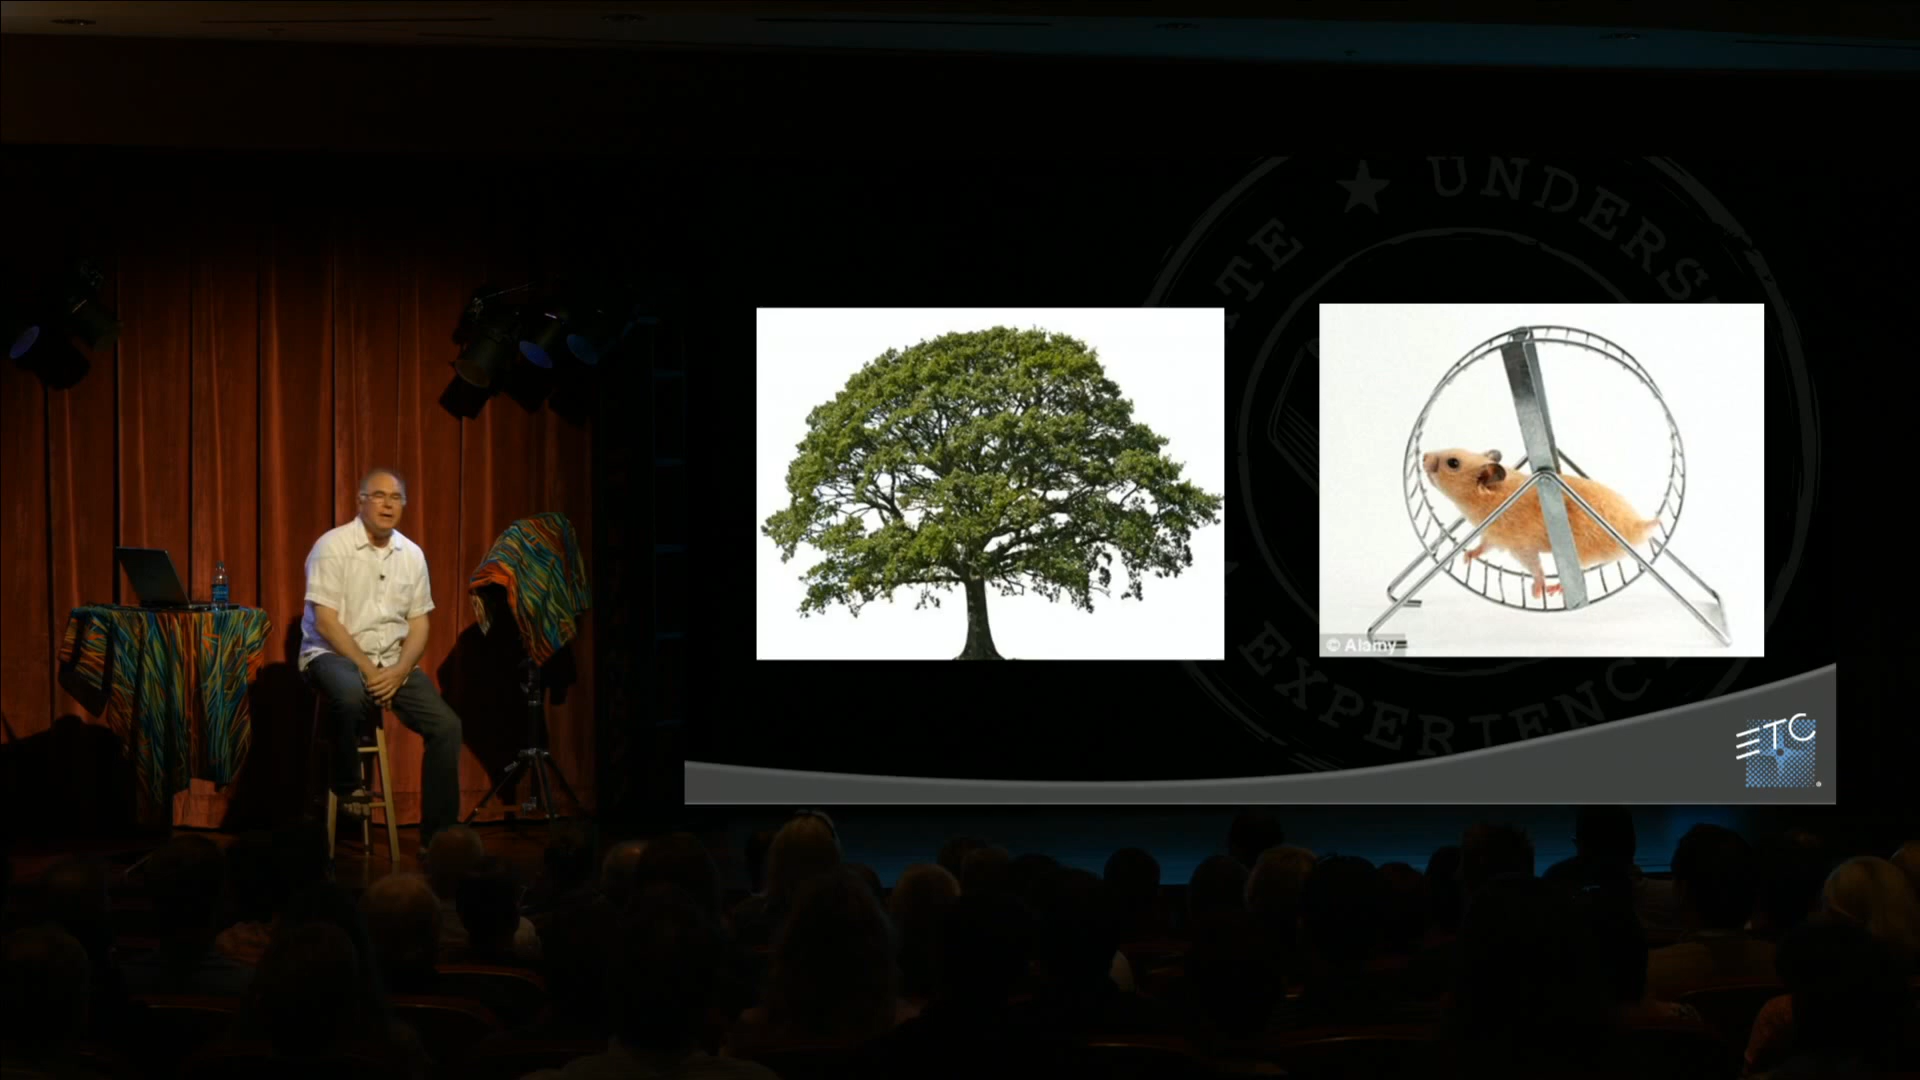 ★ UNDERS
TE
EXPERIENC
© Alamy
ETC